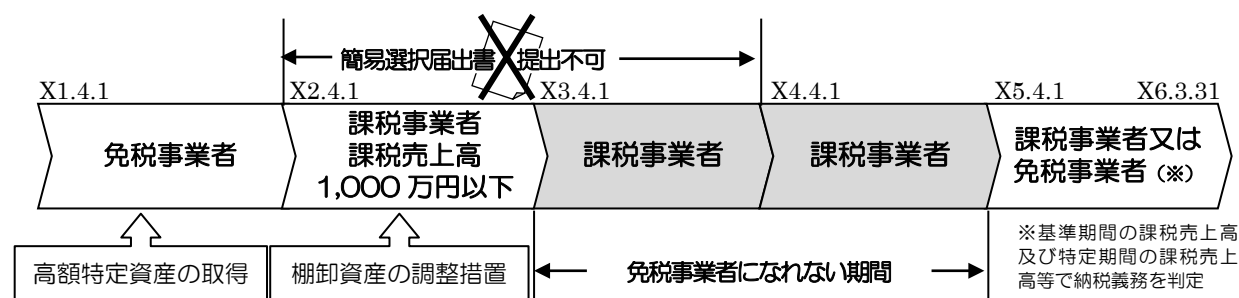 簡易選択届出書 提出不可
X1.4.1 X2.4.1 X3.4.1 X4.4.1 X5.4.1 X6.3.31
免税事業者
課税事業者
課税売上高
1,000 万円以下
課税事業者
課税事業者
課税事業者又は
免税事業者（※）
高額特定資産の取得
棚卸資産の調整措置
免税事業者になれない期間
※基準期間の課税売上高
及び特定期間の課税売上
高等で納税義務を判定